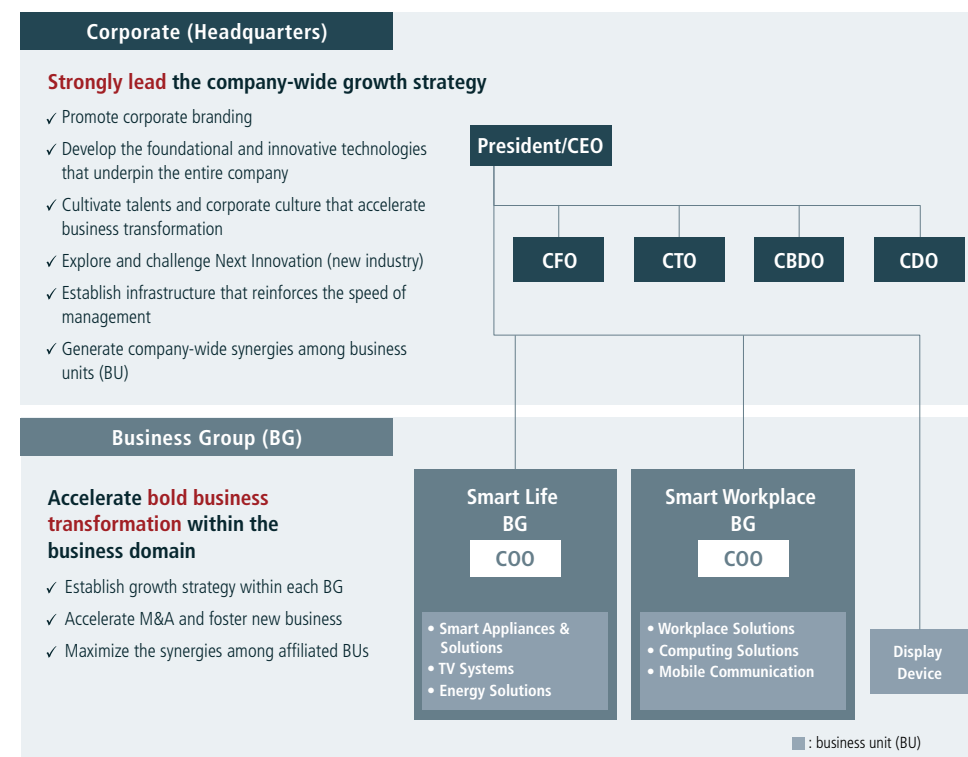 Corporate (Headquarters)
Strongly lead the company-wide growth strategy
✓ Promote corporate branding
✓ Develop the foundational and innovative technologies
that underpin the entire company
✓ Cultivate talents and corporate culture that accelerate
business transformation
✓ Explore and challenge Next Innovation (new industry)
✓ Establish infrastructure that reinforces the speed of
management
✓ Generate company-wide synergies among business
units (BU)
President/CEO
CFO
CTO
CBDO
CDO
Business Group (BG)
Accelerate bold business
transformation within the
business domain
✓ Establish growth strategy within each BG
✓ Accelerate M&A and foster new business
✓ Maximize the synergies among affiliated BUs
Smart Life
BG
COO
• Smart Appliances &
Solutions
• TV Systems
• Energy Solutions
Smart Workplace
BG
COO
• Workplace Solutions
• Computing Solutions
• Mobile Communication
Display
Device
: business unit (BU)